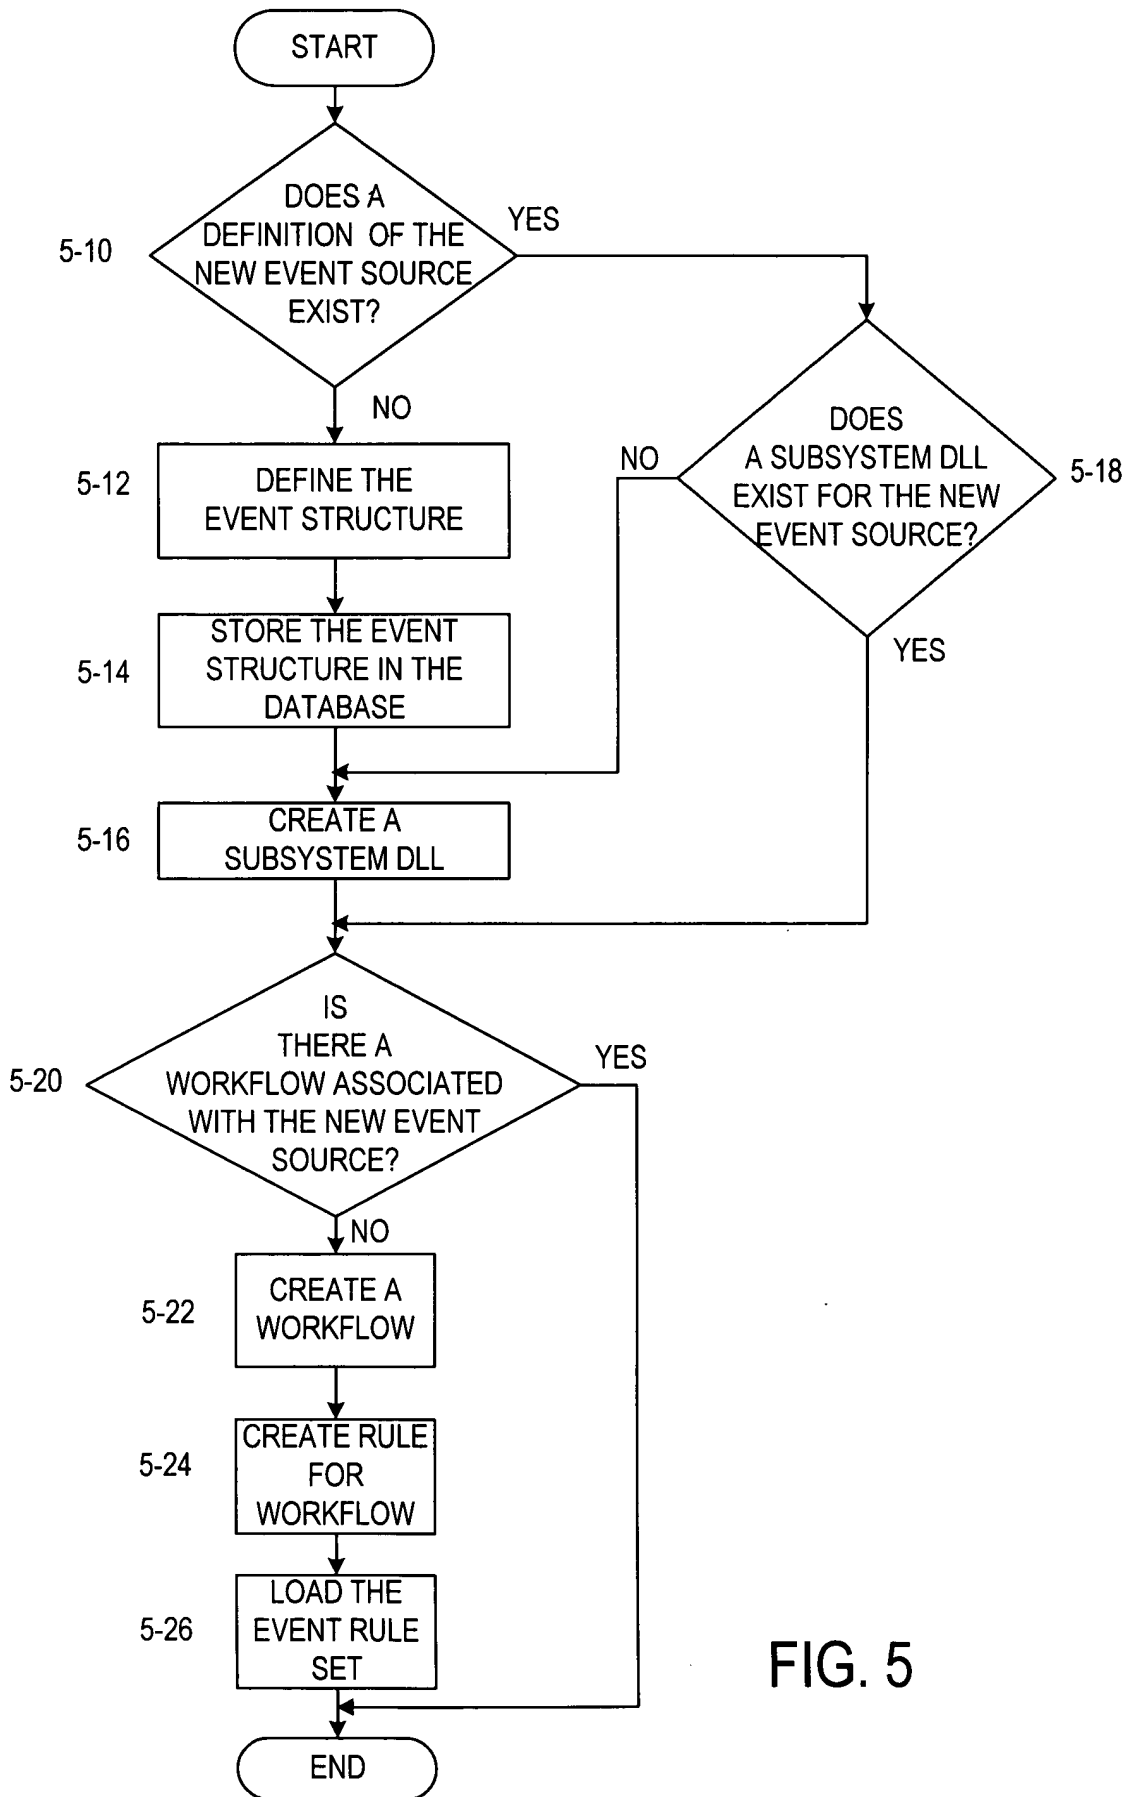 START
DOES A
DEFINITION OF THE
NEW EVENT SOURCE
EXIST?
YES
5-10
NO
DOES
A SUBSYSTEM DLL
EXIST FOR THE NEW
EVENT SOURCE?
NO
5-18
YES
5-12
DEFINE THE
EVENT STRUCTURE
5-14
STORE THE EVENT
STRUCTURE IN THE
DATABASE
5-16
CREATE A
SUBSYSTEM DLL
5-20
IS
THERE A
WORKFLOW ASSOCIATED
WITH THE NEW EVENT
SOURCE?
YES
NO
5-22
CREATE A
WORKFLOW
5-24
CREATE RULE
FOR
WORKFLOW
5-26
LOAD THE
EVENT RULE
SET
END
FIG. 5